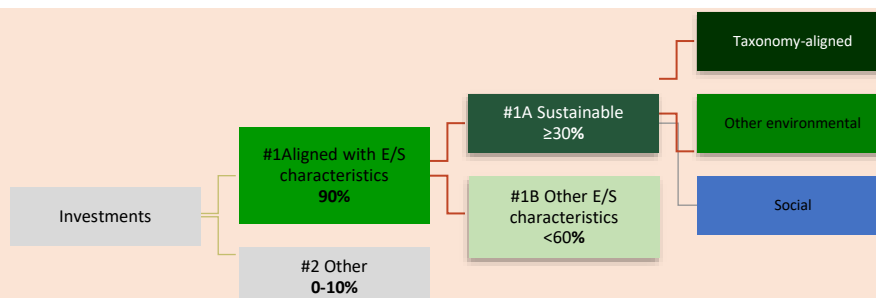 Investments
#1Aligned with E/S
characteristics
90%
#2 Other
0-10%
#1A Sustainable
≥30%
#1B Other E/S
characteristics
<60%
Taxonomy-aligned
Other environmental
Social